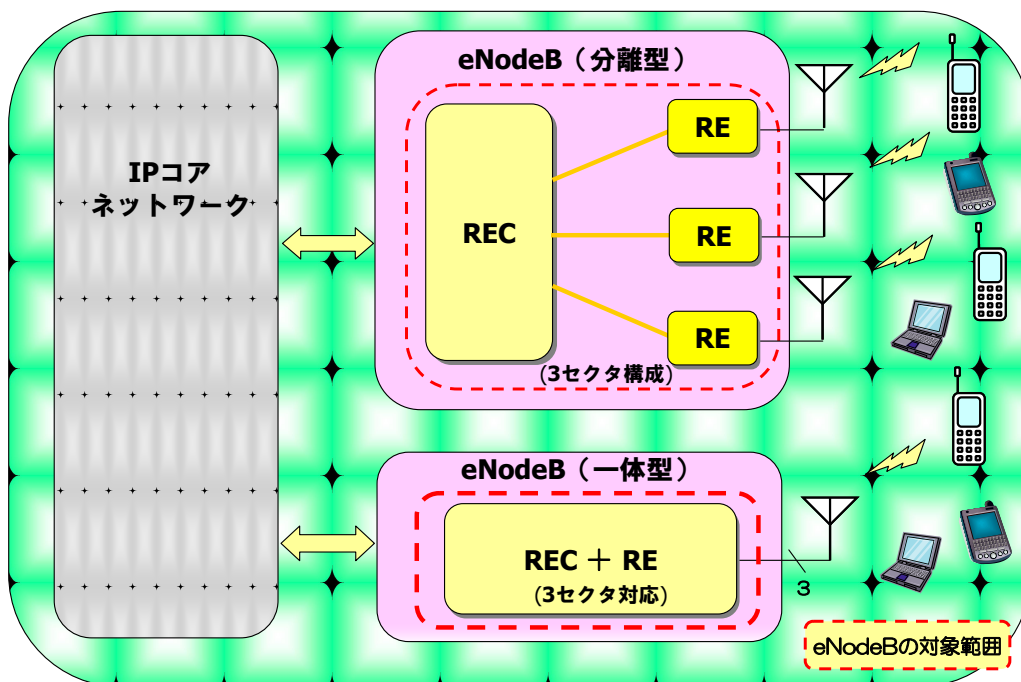 IPコア
ネットワーク
eNodeB（分離型）
REC
RE
RE
RE
(3セクタ構成)
eNodeB（一体型）
REC ＋ RE
(3セクタ対応)
3
eNodeBの対象範囲